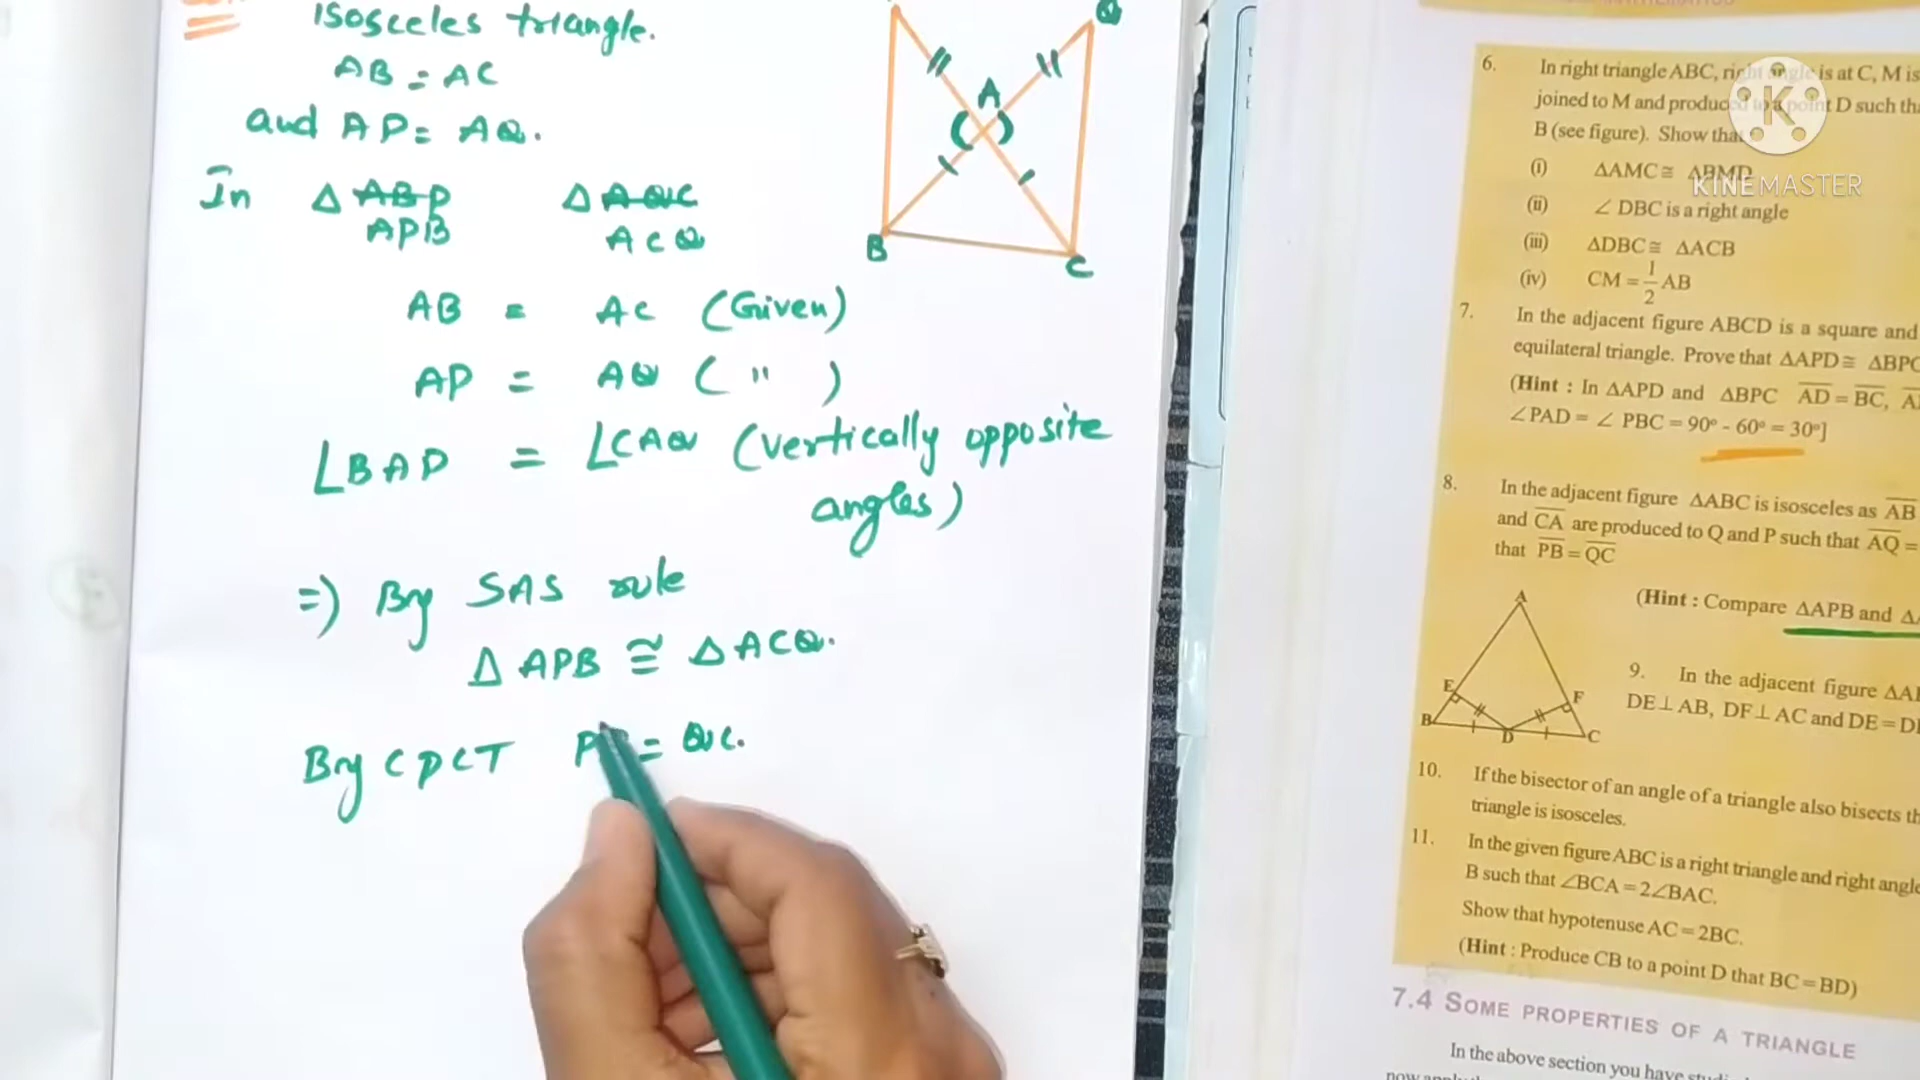 isosceles triangle.
AB = AC
and AP = AQ.
In Δ ABP Δ AQC
APB ACQ
AB = AC (Given)
AP = AQ ( " )
∠BAP = ∠CAQ (vertically opposite
angles)
=) By SAS rule
Δ APB ≅ Δ ACQ.
By CPCT = QC.
Q
A
B
C
6. In right triangle ABC, right angle is at C, M is
joined to M and produced to a point D such
B (see figure). Show
(i) ΔAMC ≅ ΔBMD
(ii) ∠ DBC is a right angle
(iii) ΔDBC ≅ ΔACB
(iv) CM = 1/2 AB
7. In the adjacent figure ABCD is a square and
equilateral triangle. Prove that ΔAPD ≅ ΔBPC
(Hint : In ΔAPD and ΔBPC AD = BC,
∠PAD = ∠ PBC = 90° - 60° = 30°]
8. In the adjacent figure ΔABC is isosceles as AB
and CA are produced to Q and P such that AQ =
that PB = QC
(Hint : Compare ΔAPB and
A
E
F
B
D
C
9. In the adjacent figure
DE ⊥ AB, DF ⊥ AC and DE =
10. If the bisector of an angle of a triangle also bisects
triangle is isosceles.
11. In the given figure ABC is a right triangle and right angle
B such that ∠BCA = 2∠BAC.
Show that hypotenuse AC = 2BC.
(Hint : Produce CB to a point D that BC = BD)
7.4 SOME PROPERTIES OF A TRIANGLE
In the above section you have
K
KINEMASTER